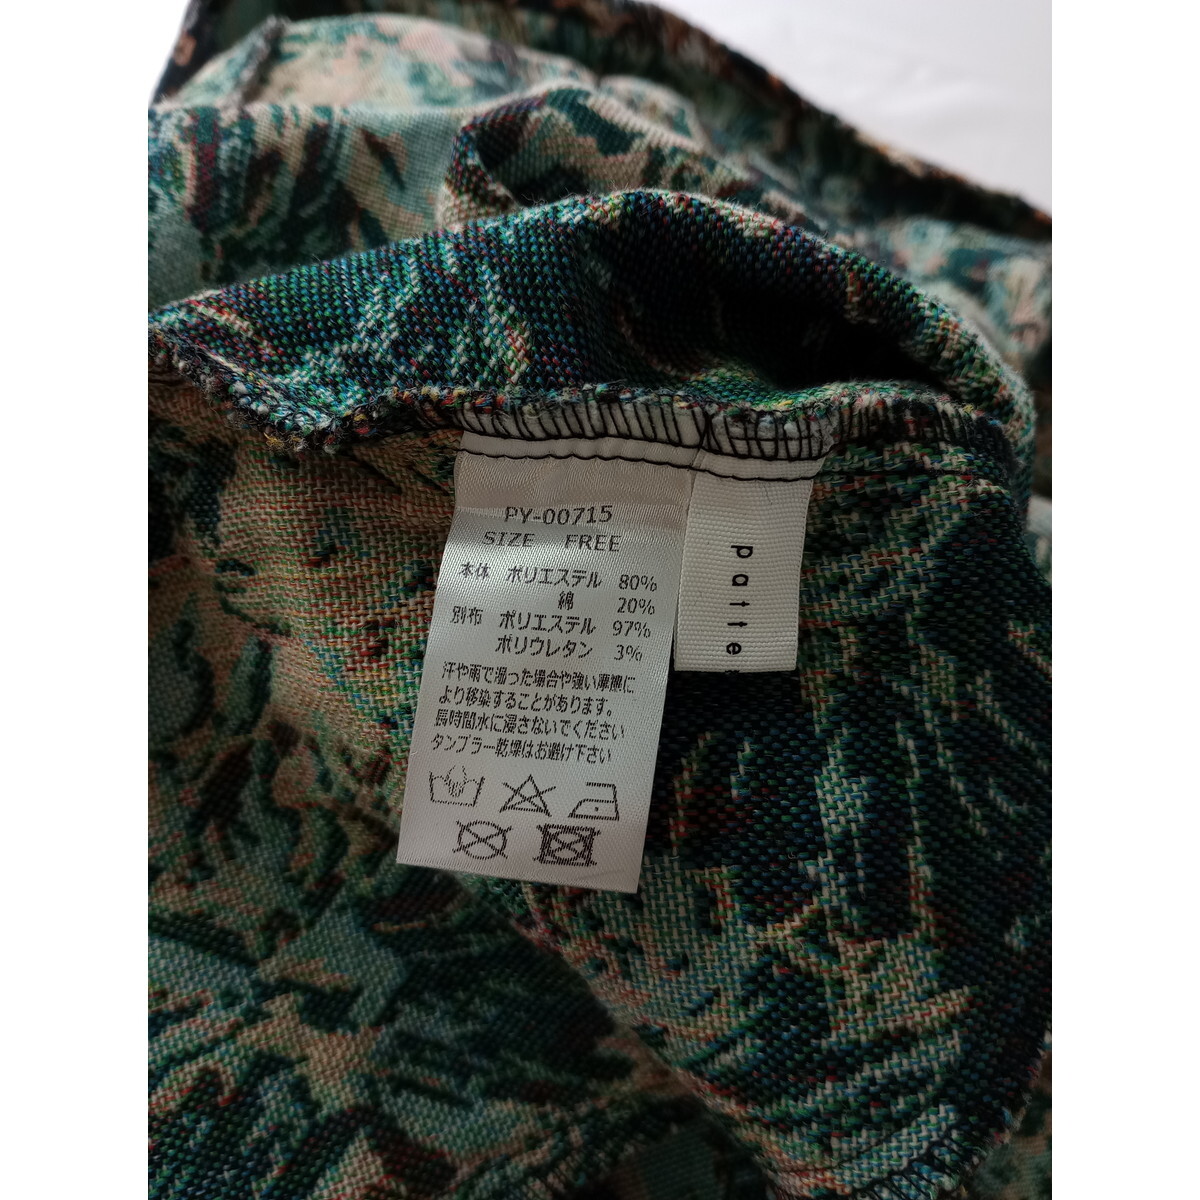 PY-00715
SIZE FREE
本体 ポリエステル 80%
綿 20%
別布 ポリエステル 97%
ポリウレタン 3%
汗や雨で湿った場合や強い摩擦に
より移染することがあります。
長時間水に浸さないでください
タンブラー乾燥はお避け下さい
patte